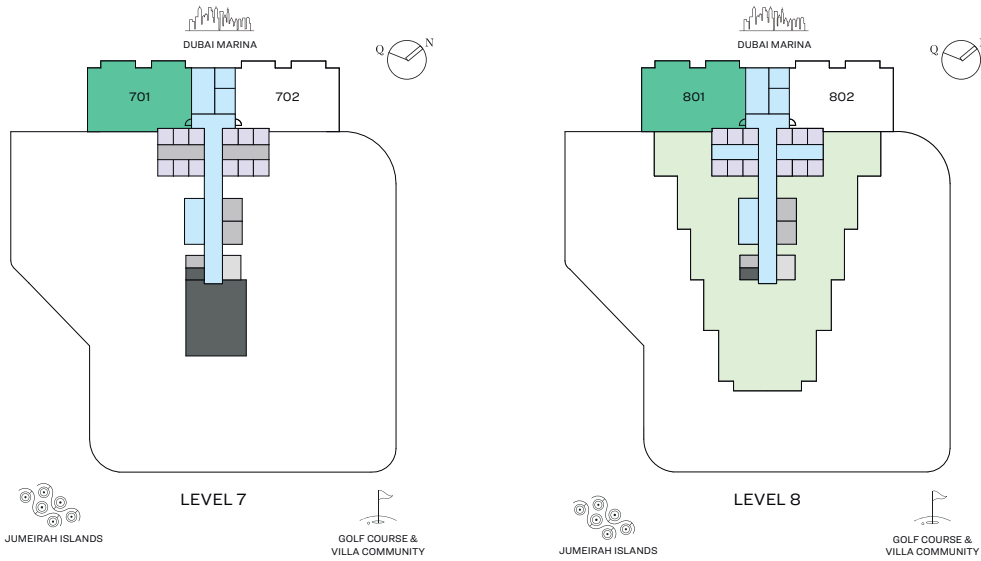 DUBAI MARINA
Q N
701
702
JUMEIRAH ISLANDS
LEVEL 7
GOLF COURSE &
VILLA COMMUNITY
DUBAI MARINA
Q
801
802
JUMEIRAH ISLANDS
LEVEL 8
GOLF COURSE &
VILLA COMMUNITY